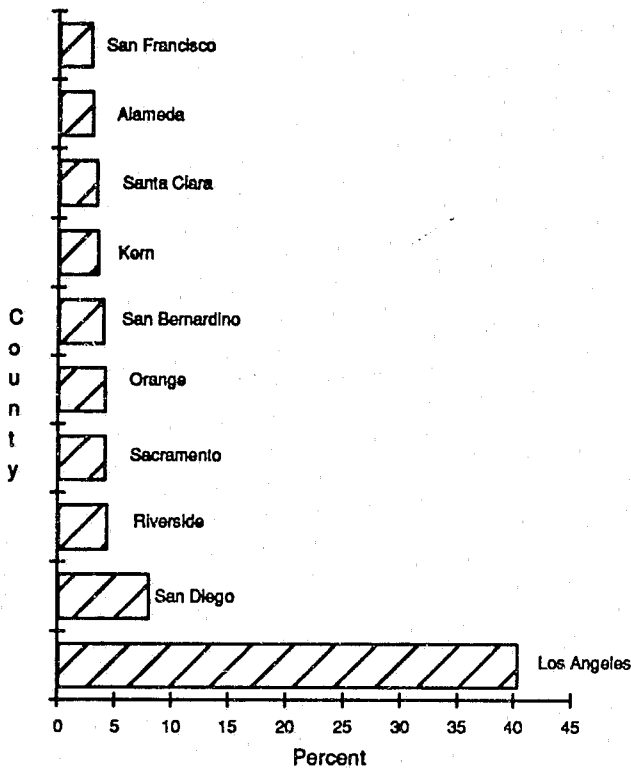 San Francisco
Alameda
Santa Clara
Kern
San Bernardino
Orange
Sacramento
Riverside
San Diego
Los Angeles
County
0 5 10 15 20 25 30 35 40 45
Percent